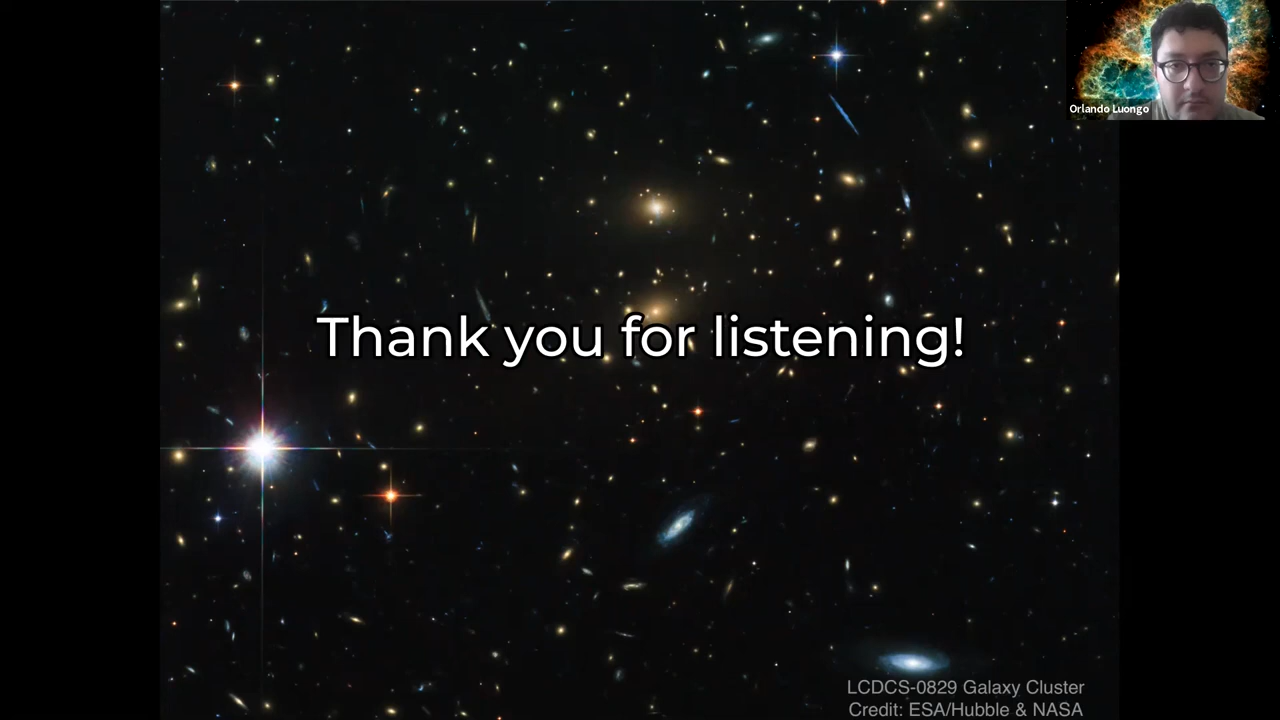 Orlando Luongo
Thank you for listening!
LCDCS-0829 Galaxy Cluster
Credit: ESA/Hubble & NASA